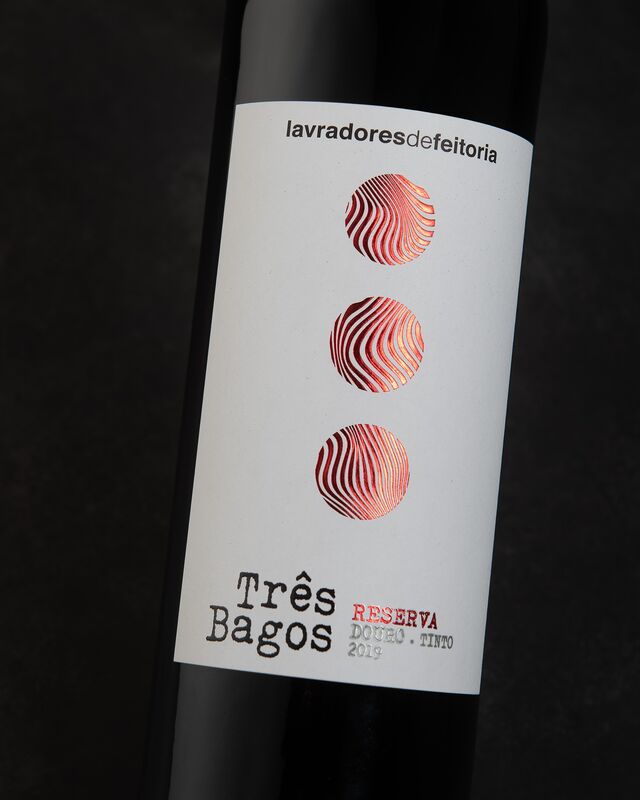 lavradoresdefeitoria
Três
Bagos
RESERVA
DOURO . TINTO
2019